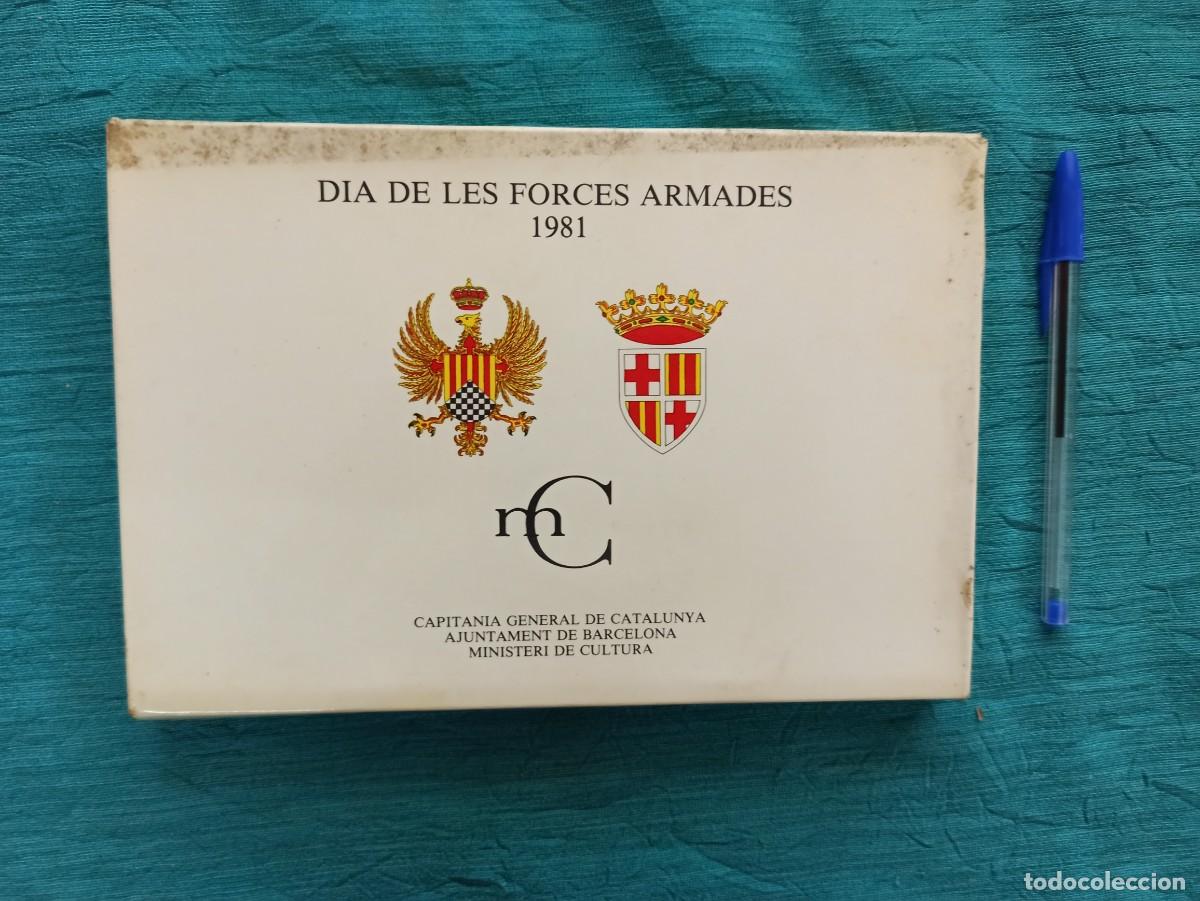 DIA DE LES FORCES ARMADES
1981
mC
CAPITANIA GENERAL DE CATALUNYA
AJUNTAMENT DE BARCELONA
MINISTERI DE CULTURA
todocoleccion